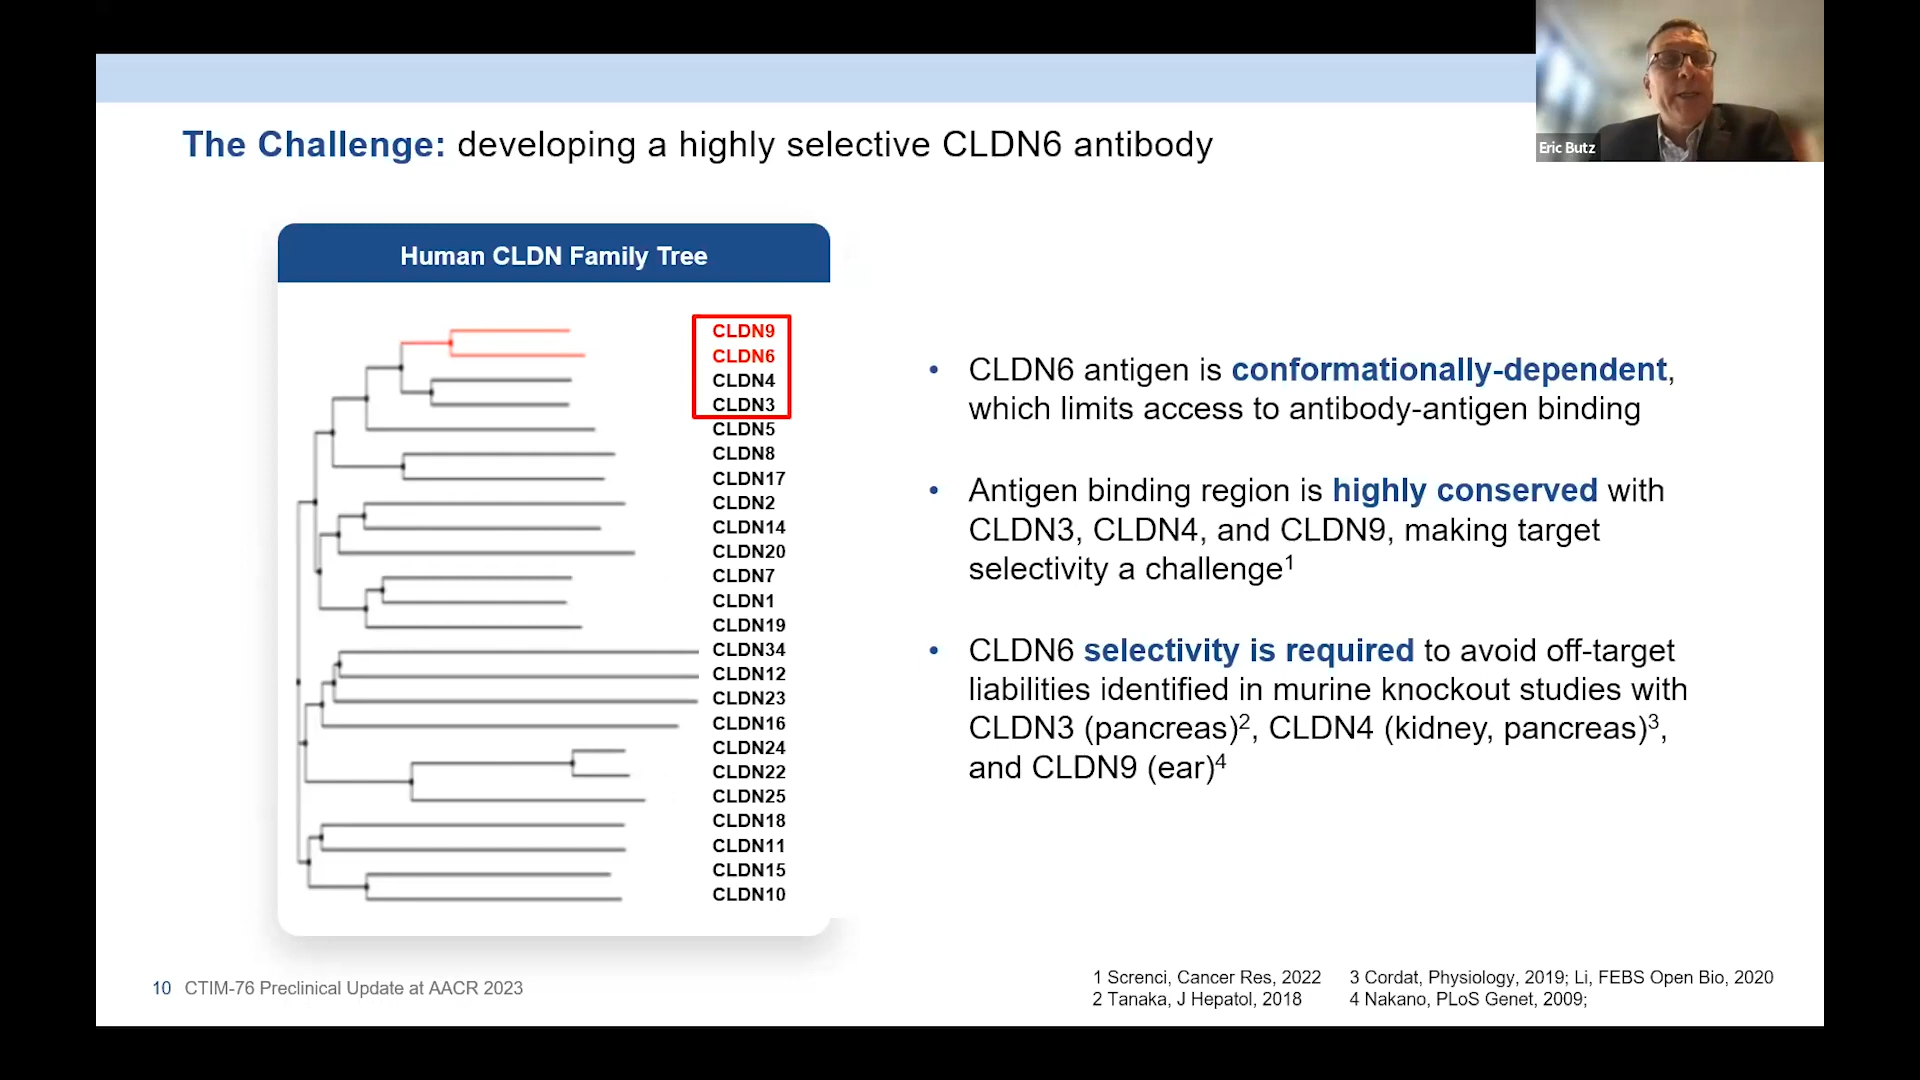 The Challenge: developing a highly selective CLDN6 antibody
Eric Butz
Human CLDN Family Tree
CLDN9
CLDN6
CLDN4
CLDN3
CLDN5
CLDN8
CLDN17
CLDN2
CLDN14
CLDN20
CLDN7
CLDN1
CLDN19
CLDN34
CLDN12
CLDN23
CLDN16
CLDN24
CLDN22
CLDN25
CLDN18
CLDN11
CLDN15
CLDN10
• CLDN6 antigen is conformationally-dependent,
which limits access to antibody-antigen binding
• Antigen binding region is highly conserved with
CLDN3, CLDN4, and CLDN9, making target
selectivity a challenge1
• CLDN6 selectivity is required to avoid off-target
liabilities identified in murine knockout studies with
CLDN3 (pancreas)2, CLDN4 (kidney, pancreas)3,
and CLDN9 (ear)4
10 CTIM-76 Preclinical Update at AACR 2023
1 Screnci, Cancer Res, 2022
2 Tanaka, J Hepatol, 2018
3 Cordat, Physiology, 2019; Li, FEBS Open Bio, 2020
4 Nakano, PLoS Genet, 2009;